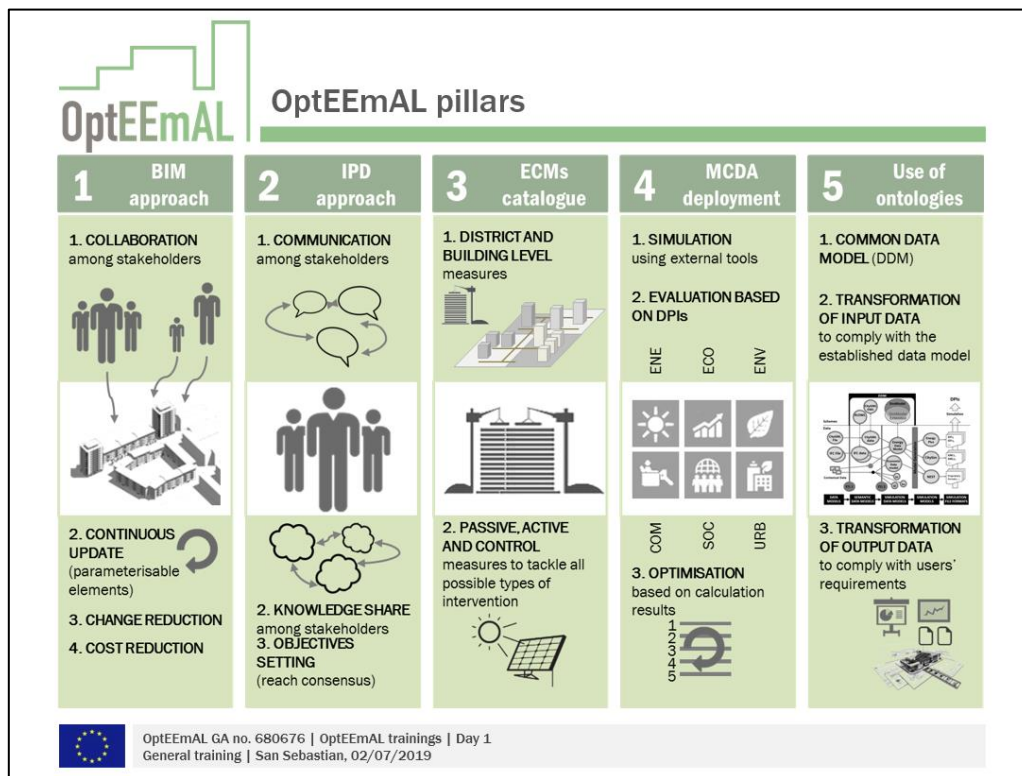 OptEEmAL
OptEEmAL pillars
1
BIM
approach
1. COLLABORATION
among stakeholders
2. CONTINUOUS
UPDATE
(parameterisable
elements)
3. CHANGE REDUCTION
4. COST REDUCTION
2
IPD
approach
1. COMMUNICATION
among stakeholders
2. KNOWLEDGE SHARE
among stakeholders
3. OBJECTIVES
SETTING
(reach consensus)
3
ECMs
catalogue
1. DISTRICT AND
BUILDING LEVEL
measures
2. PASSIVE, ACTIVE
AND CONTROL
measures to tackle all
possible types of
intervention
4
MCDA
deployment
1. SIMULATION
using external tools
2. EVALUATION BASED
ON DPIs
ENE
ECO
ENV
COM
SOC
URB
3. OPTIMISATION
based on calculation
results
1
2
3
4
5
5
Use of
ontologies
1. COMMON DATA
MODEL (DDM)
2. TRANSFORMATION
OF INPUT DATA
to comply with the
established data model
3. TRANSFORMATION
OF OUTPUT DATA
to comply with users'
requirements
OptEEmAL GA no. 680676 | OptEEmAL trainings | Day 1
General training | San Sebastian, 02/07/2019